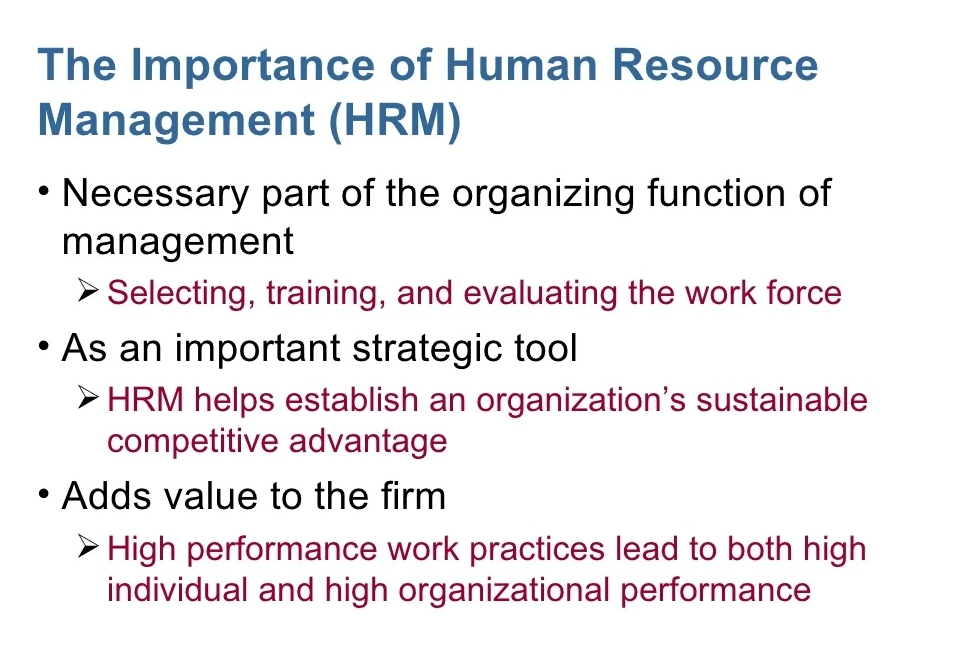 The Importance of Human Resource
Management (HRM)
• Necessary part of the organizing function of
management
➢ Selecting, training, and evaluating the work force
• As an important strategic tool
➢ HRM helps establish an organization’s sustainable
competitive advantage
• Adds value to the firm
➢ High performance work practices lead to both high
individual and high organizational performance